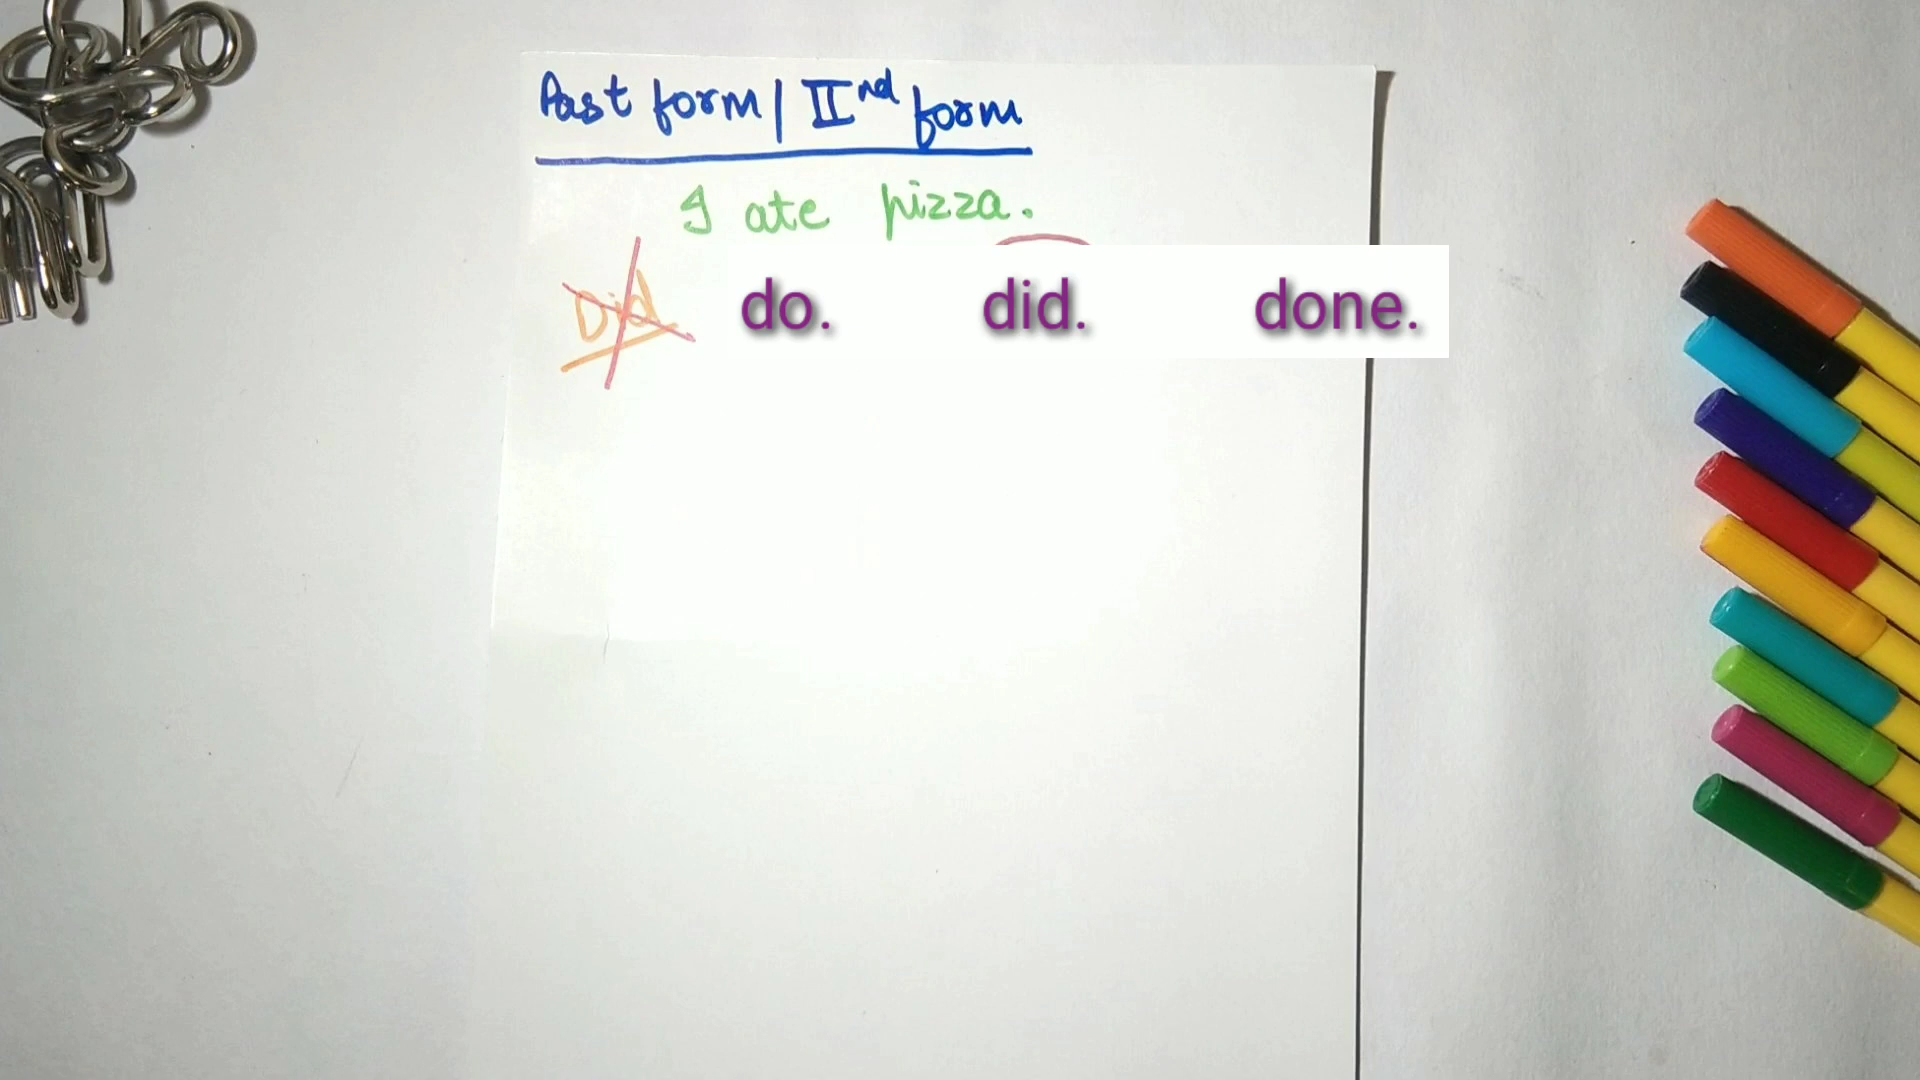 Past form/ IInd form
I ate pizza.
Did do. did. done.